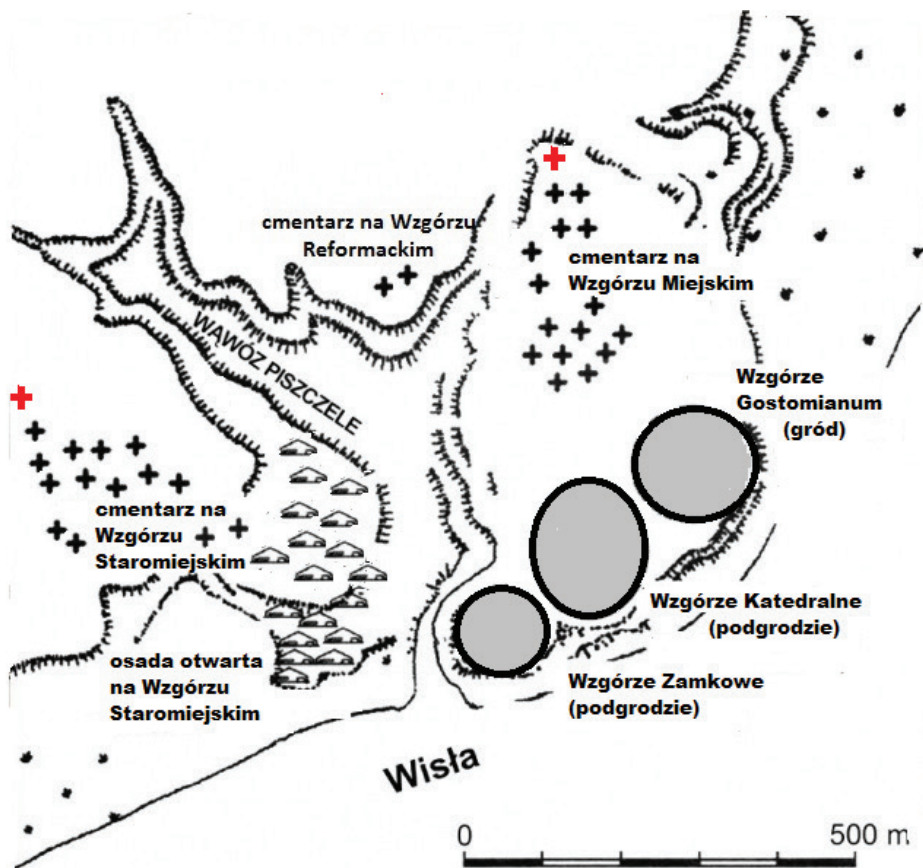 cmentarz na Wzgórzu
Reformackim
cmentarz na
Wzgórzu Miejskim
WĄWÓZ PISZCZELE
Wzgórze
Gostomianum
(gród)
cmentarz na
Wzgórzu
Staromiejskim
Wzgórze Katedralne
(podgrodzie)
osada otwarta
na Wzgórzu
Staromiejskim
Wzgórze Zamkowe
(podgrodzie)
Wisła
0 500 m